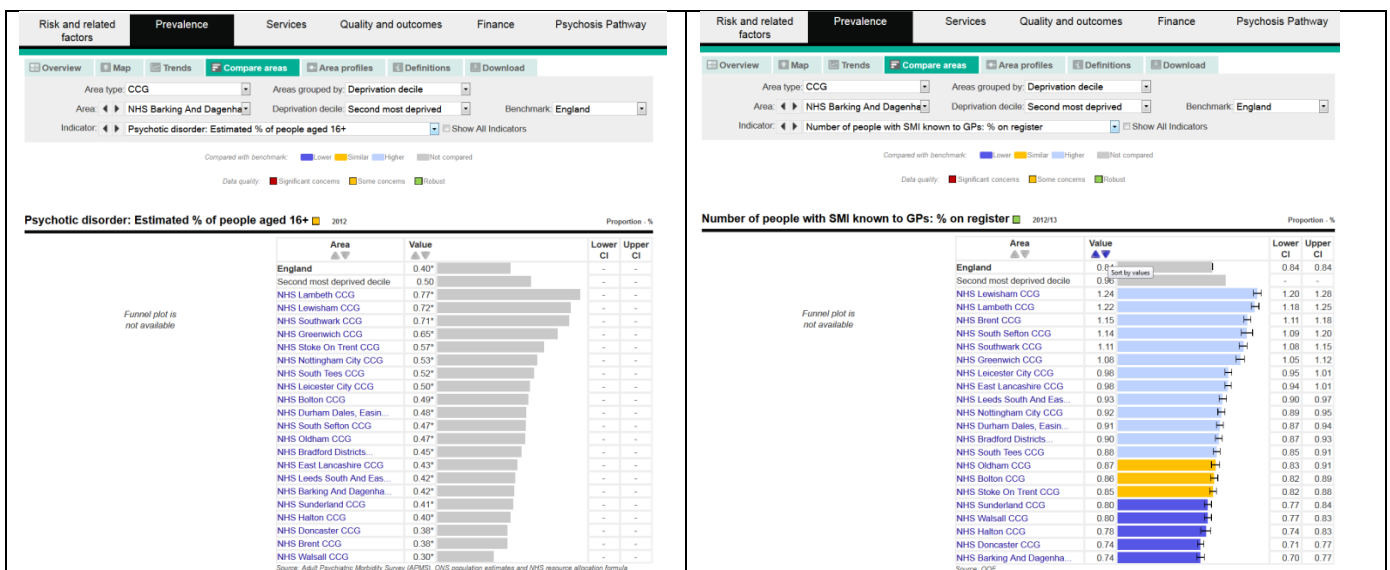 Risk and related factors Prevalence Services Quality and outcomes Finance Psychosis Pathway
Overview Map Trends Compare areas Area profiles Definitions Download
Area type: CCG Areas grouped by: Deprivation decile
Area: NHS Barking And Dagenha Deprivation decile: Second most deprived Benchmark: England
Indicator: Psychotic disorder: Estimated % of people aged 16+ Show All Indicators
Compared with benchmark: Lower Similar Higher Not compared
Data quality: Significant concerns Some concerns Robust
Psychotic disorder: Estimated % of people aged 16+ 2012 Proportion - %
Area Value Lower CI Upper CI
England 0.40* - -
Second most deprived decile 0.50 - -
NHS Lambeth CCG 0.77* - -
NHS Lewisham CCG 0.72* - -
NHS Southwark CCG 0.71* - -
NHS Greenwich CCG 0.65* - -
NHS Stoke On Trent CCG 0.57* - -
NHS Nottingham City CCG 0.53* - -
NHS South Tees CCG 0.52* - -
NHS Leicester City CCG 0.50* - -
NHS Bolton CCG 0.49* - -
NHS Durham Dales, Easin... 0.48* - -
NHS South Sefton CCG 0.47* - -
NHS Oldham CCG 0.47* - -
NHS Bradford Districts... 0.45* - -
NHS East Lancashire CCG 0.43* - -
NHS Leeds South And Eas... 0.42* - -
NHS Barking And Dagenha... 0.42* - -
NHS Sunderland CCG 0.41* - -
NHS Halton CCG 0.40* - -
NHS Doncaster CCG 0.38* - -
NHS Brent CCG 0.38* - -
NHS Walsall CCG 0.30* - -
Funnel plot is
not available
Source: Adult Psychiatric Morbidity Survey (APMS), ONS population estimates and NHS resource allocation formula
Risk and related factors Prevalence Services Quality and outcomes Finance Psychosis Pathway
Overview Map Trends Compare areas Area profiles Definitions Download
Area type: CCG Areas grouped by: Deprivation decile
Area: NHS Barking And Dagenha Deprivation decile: Second most deprived Benchmark: England
Indicator: Number of people with SMI known to GPs: % on register Show All Indicators
Compared with benchmark: Lower Similar Higher Not compared
Data quality: Significant concerns Some concerns Robust
Number of people with SMI known to GPs: % on register 2012/13 Proportion - %
Area Value Lower CI Upper CI
England 0.84 0.84 0.84
Sort by values
Second most deprived decile 0.96 - -
NHS Lewisham CCG 1.24 1.20 1.28
NHS Lambeth CCG 1.22 1.18 1.25
NHS Brent CCG 1.15 1.11 1.18
NHS South Sefton CCG 1.14 1.09 1.20
NHS Southwark CCG 1.11 1.08 1.15
NHS Greenwich CCG 1.08 1.05 1.12
NHS Leicester City CCG 0.98 0.95 1.01
NHS East Lancashire CCG 0.98 0.94 1.01
NHS Leeds South And Eas... 0.93 0.90 0.97
NHS Nottingham City CCG 0.92 0.89 0.95
NHS Durham Dales, Easin... 0.91 0.87 0.94
NHS Bradford Districts... 0.90 0.87 0.93
NHS South Tees CCG 0.88 0.85 0.91
NHS Oldham CCG 0.87 0.83 0.91
NHS Bolton CCG 0.86 0.82 0.89
NHS Stoke On Trent CCG 0.85 0.82 0.88
NHS Sunderland CCG 0.80 0.77 0.84
NHS Walsall CCG 0.80 0.77 0.83
NHS Halton CCG 0.78 0.74 0.83
NHS Doncaster CCG 0.74 0.71 0.77
NHS Barking And Dagenha... 0.74 0.70 0.77
Funnel plot is
not available
Source: QOF